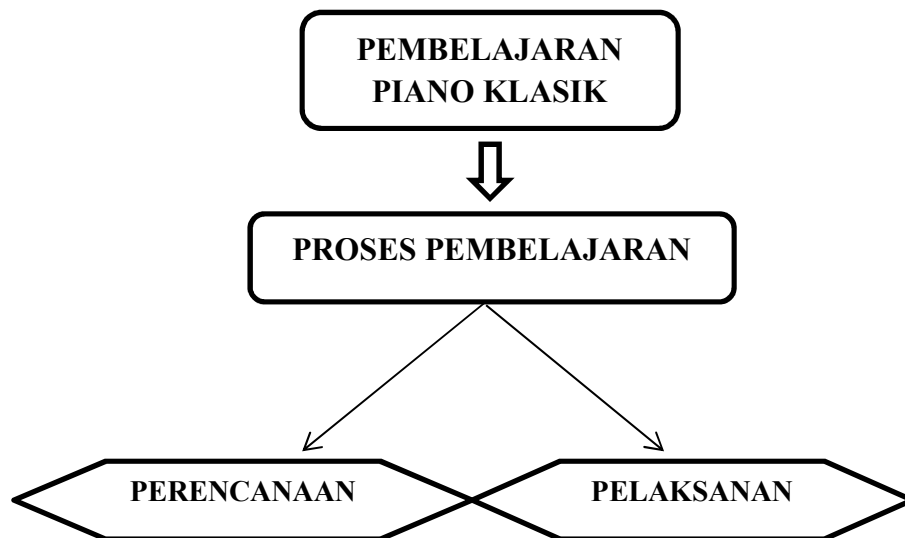 PEMBELAJARAN
PIANO KLASIK
PROSES PEMBELAJARAN
PERENCANAAN
PELAKSANAN